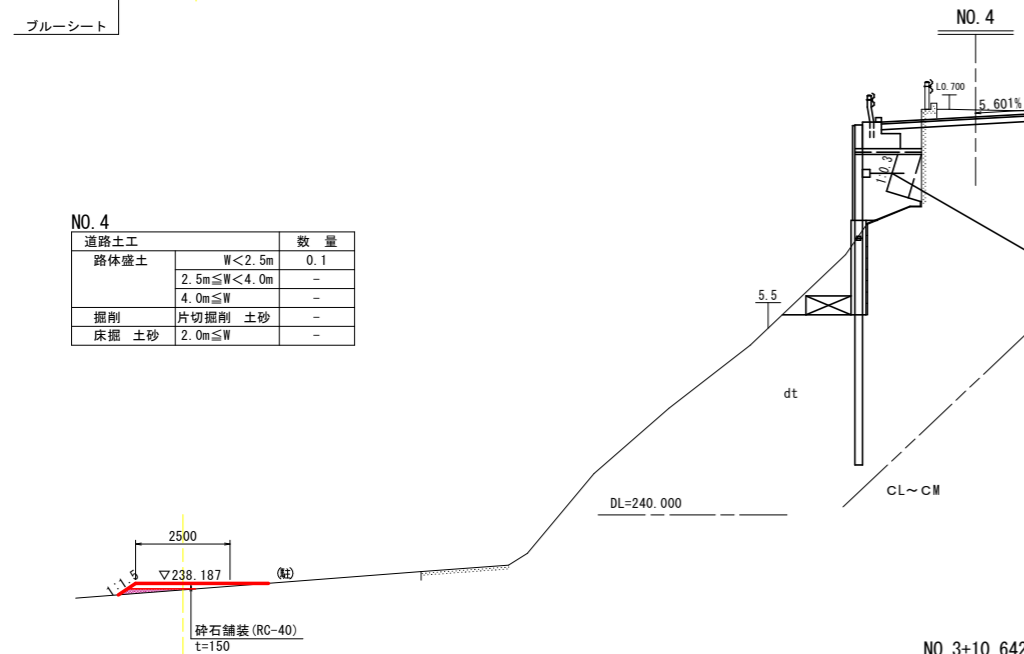 ブルーシート
NO. 4
L0.700
5.601%
1:0.3
NO. 4
道路土工 数 量
路体盛土 W<2.5m 0.1
2.5m≦W<4.0m -
4.0m≦W -
掘削 片切掘削 土砂 -
床掘 土砂 2.0m≦W -
5.5
dt
DL=240.000
CL~CM
2500
1:1.5
▽238.187
砕石舗装(RC-40)
t=150
NO.3+10.642